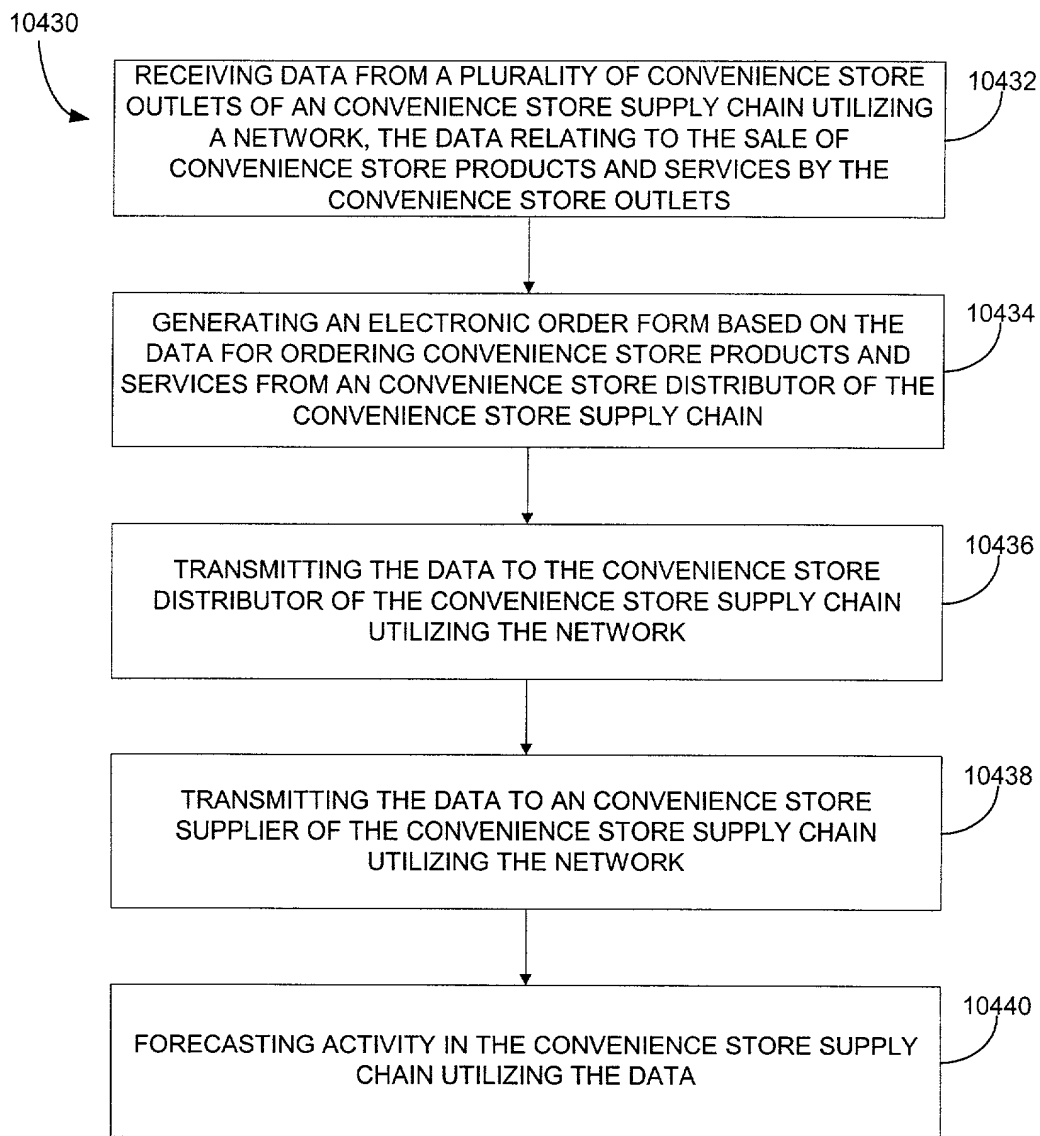 10430
RECEIVING DATA FROM A PLURALITY OF CONVENIENCE STORE
OUTLETS OF AN CONVENIENCE STORE SUPPLY CHAIN UTILIZING
A NETWORK, THE DATA RELATING TO THE SALE OF
CONVENIENCE STORE PRODUCTS AND SERVICES BY THE
CONVENIENCE STORE OUTLETS
10432
GENERATING AN ELECTRONIC ORDER FORM BASED ON THE
DATA FOR ORDERING CONVENIENCE STORE PRODUCTS AND
SERVICES FROM AN CONVENIENCE STORE DISTRIBUTOR OF THE
CONVENIENCE STORE SUPPLY CHAIN
10434
TRANSMITTING THE DATA TO THE CONVENIENCE STORE
DISTRIBUTOR OF THE CONVENIENCE STORE SUPPLY CHAIN
UTILIZING THE NETWORK
10436
TRANSMITTING THE DATA TO AN CONVENIENCE STORE
SUPPLIER OF THE CONVENIENCE STORE SUPPLY CHAIN
UTILIZING THE NETWORK
10438
FORECASTING ACTIVITY IN THE CONVENIENCE STORE SUPPLY
CHAIN UTILIZING THE DATA
10440